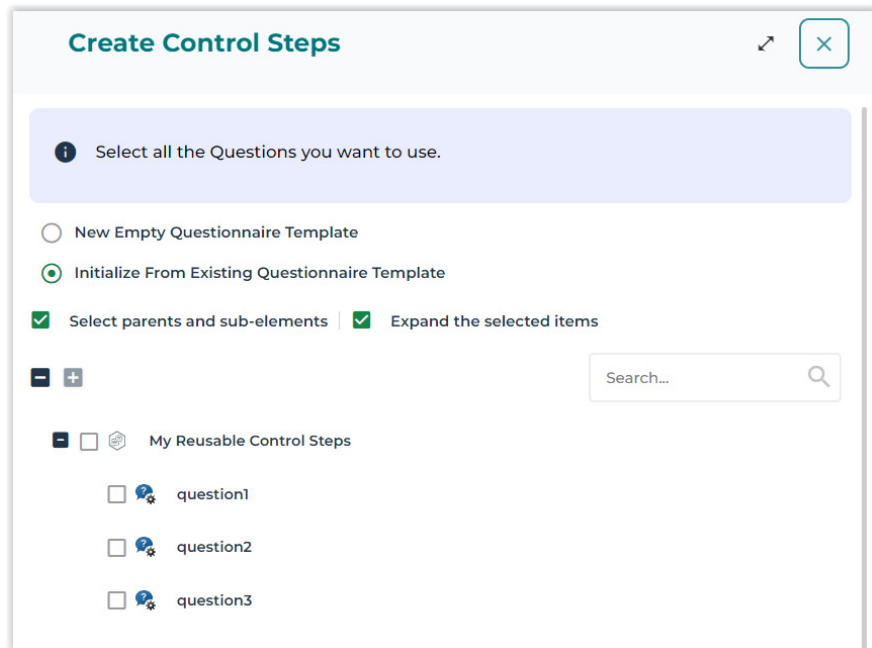 Create Control Steps
Select all the Questions you want to use.
New Empty Questionnaire Template
Initialize From Existing Questionnaire Template
Select parents and sub-elements
Expand the selected items
Search...
My Reusable Control Steps
question1
question2
question3